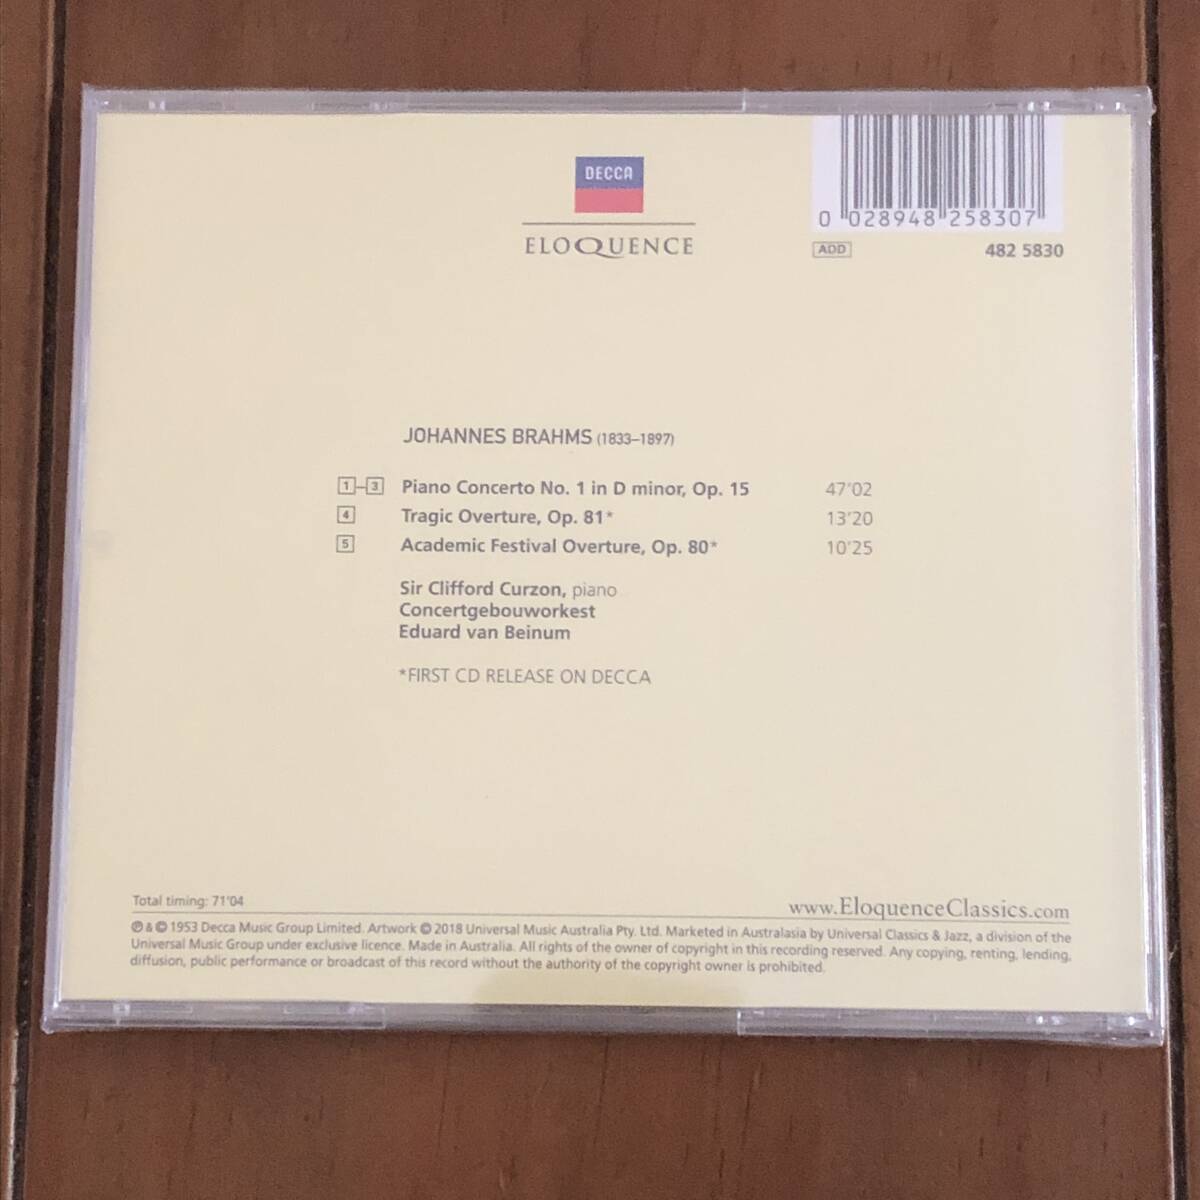 DECCA
ELOQUENCE
0 028948 258307
ADD
482 5830
JOHANNES BRAHMS (1833–1897)
1–3 Piano Concerto No. 1 in D minor, Op. 15 47'02
4 Tragic Overture, Op. 81* 13'20
5 Academic Festival Overture, Op. 80* 10'25
Sir Clifford Curzon, piano
Concertgebouworkest
Eduard van Beinum
*FIRST CD RELEASE ON DECCA
Total timing: 71'04
www.EloquenceClassics.com
℗ & © 1953 Decca Music Group Limited. Artwork © 2018 Universal Music Australia Pty. Ltd. Marketed in Australasia by Universal Classics & Jazz, a division of the
Universal Music Group under exclusive licence. Made in Australia. All rights of the owner of copyright in this recording reserved. Any copying, renting, lending,
diffusion, public performance or broadcast of this record without the authority of the copyright owner is prohibited.